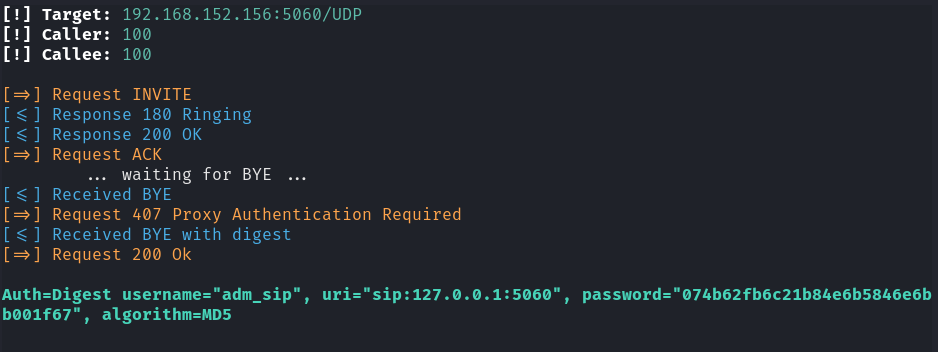 [!] Target: 192.168.152.156:5060/UDP
[!] Caller: 100
[!] Callee: 100
[=>] Request INVITE
[<=] Response 180 Ringing
[<=] Response 200 OK
[=>] Request ACK
... waiting for BYE ...
[<=] Received BYE
[=>] Request 407 Proxy Authentication Required
[<=] Received BYE with digest
[=>] Request 200 Ok
Auth=Digest username="adm_sip", uri="sip:127.0.0.1:5060", password="074b62fb6c21b84e6b5846e6b
b001f67", algorithm=MD5